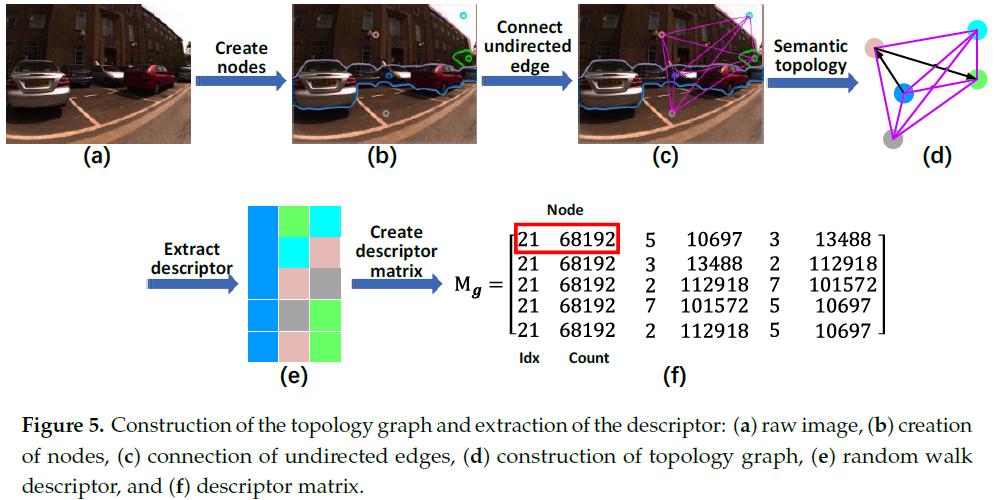 Create
nodes
Connect
undirected
edge
Semantic
topology
(a)
(b)
(c)
(d)
Extract
descriptor
Create
descriptor
matrix
Node
M_g =
21 68192 5 10697 3 13488
21 68192 3 13488 2 112918
21 68192 2 112918 7 101572
21 68192 7 101572 5 10697
21 68192 2 112918 5 10697
Idx Count
(e)
(f)
Figure 5. Construction of the topology graph and extraction of the descriptor: (a) raw image, (b) creation
of nodes, (c) connection of undirected edges, (d) construction of topology graph, (e) random walk
descriptor, and (f) descriptor matrix.